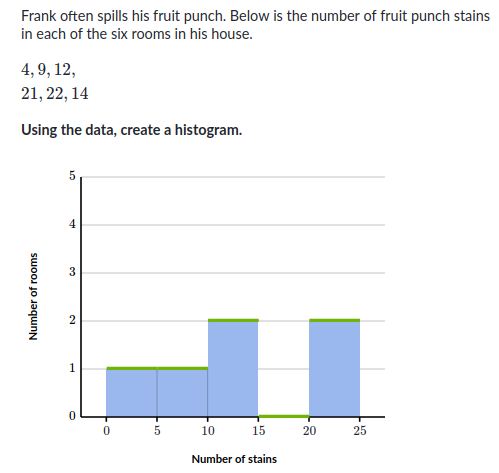 Frank often spills his fruit punch. Below is the number of fruit punch stains
in each of the six rooms in his house.
4, 9, 12,
21, 22, 14
Using the data, create a histogram.
5
4
3
2
1
0
Number of rooms
0 5 10 15 20 25
Number of stains